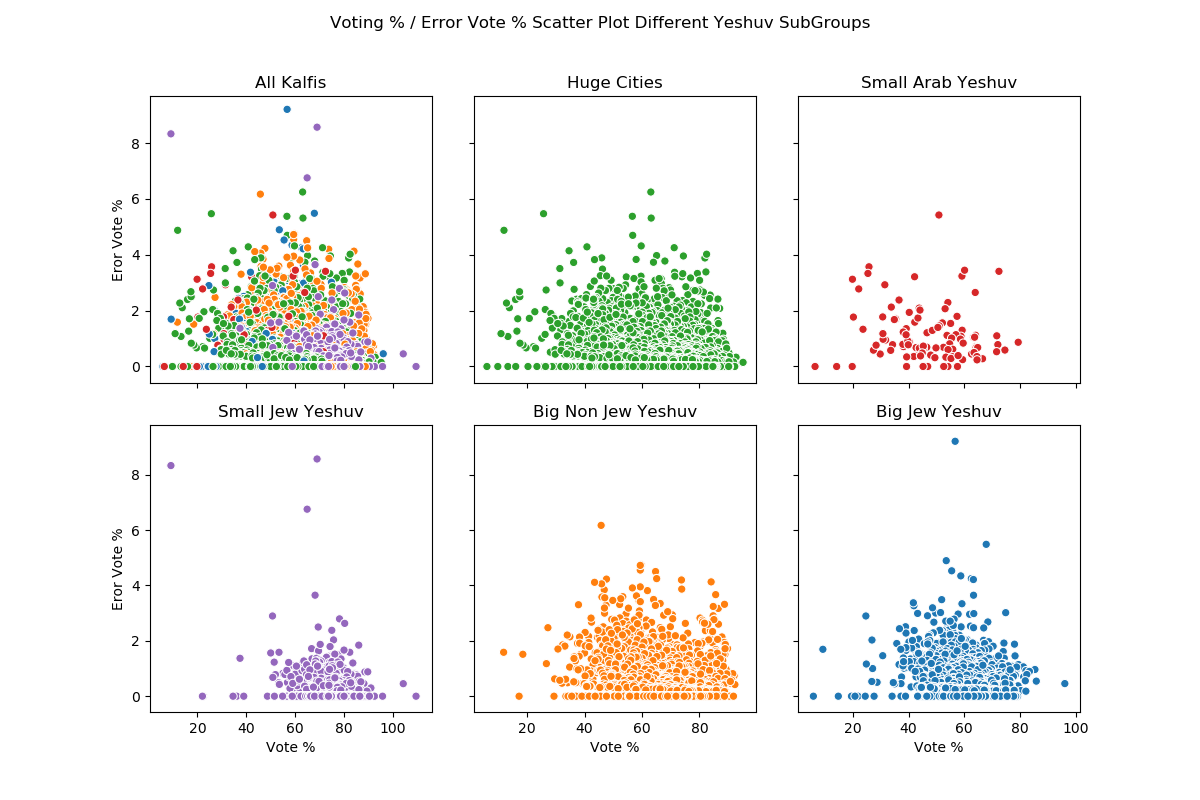 Voting % / Error Vote % Scatter Plot Different Yeshuv SubGroups
All Kalfis
Huge Cities
Small Arab Yeshuv
Eror Vote %
8
6
4
2
0
Small Jew Yeshuv
Big Non Jew Yeshuv
Big Jew Yeshuv
Eror Vote %
8
6
4
2
0
20 40 60 80 100
20 40 60 80
20 40 60 80 100
Vote %
Vote %
Vote %